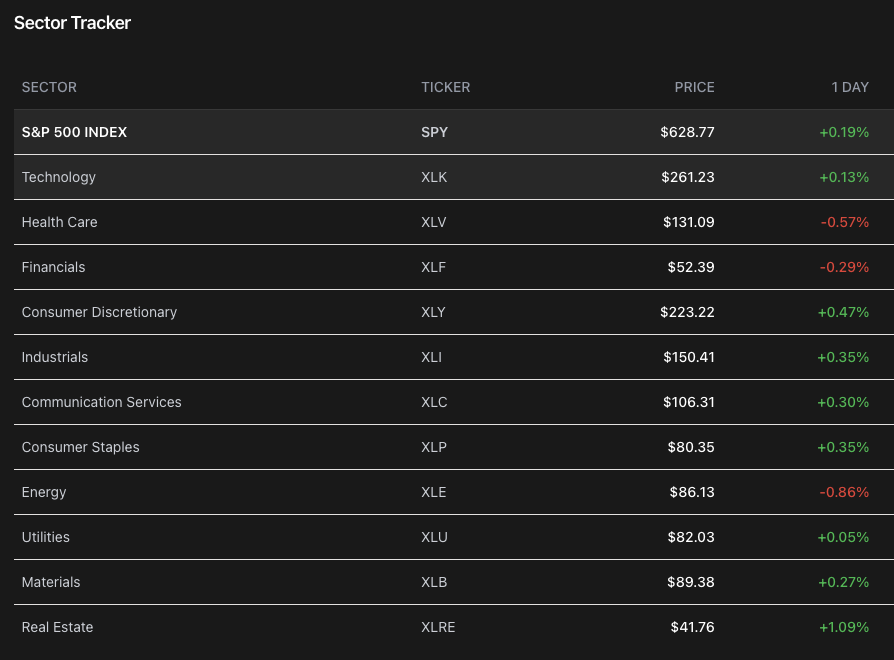 Sector Tracker
SECTOR TICKER PRICE 1 DAY
S&P 500 INDEX SPY $628.77 +0.19%
Technology XLK $261.23 +0.13%
Health Care XLV $131.09 -0.57%
Financials XLF $52.39 -0.29%
Consumer Discretionary XLY $223.22 +0.47%
Industrials XLI $150.41 +0.35%
Communication Services XLC $106.31 +0.30%
Consumer Staples XLP $80.35 +0.35%
Energy XLE $86.13 -0.86%
Utilities XLU $82.03 +0.05%
Materials XLB $89.38 +0.27%
Real Estate XLRE $41.76 +1.09%